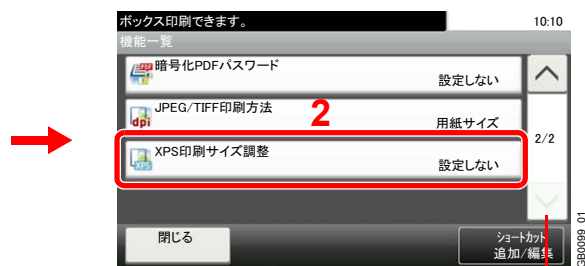 ボックス印刷できます。
10:10
機能一覧
暗号化PDFパスワード
設定しない
dpi
JPEG/TIFF印刷方法
2
用紙サイズ
2/2
XPS
XPS印刷サイズ調整
設定しない
閉じる
ショートカット
追加/編集
GB0099_01